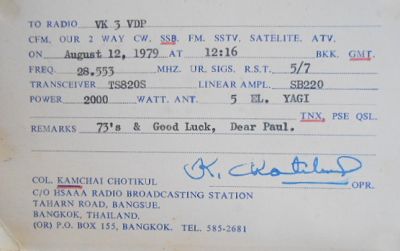 TO RADIO VK 3 VDP
CFM. OUR 2 WAY CW. SSB. FM. SSTV. SATELITE. ATV.
ON August 12, 1979 AT 12:16 BKK. GMT.
FREQ. 28.553 MHZ. UR. SIGS. R.S.T. 5/7
TRANSCEIVER TS820S LINEAR AMPL. SB220
POWER 2000 WATT. ANT. 5 EL. YAGI
TNX, PSE QSL.
REMARKS 73's & Good Luck, Dear Paul.
K. Chotikul
COL. KAMCHAI CHOTIKUL OPR.
C/O HSAAA RADIO BROADCASTING STATION
TAHARN ROAD, BANGSUE.
BANGKOK, THAILAND.
(OR) P.O BOX 155, BANGKOK. TEL. 585-2681